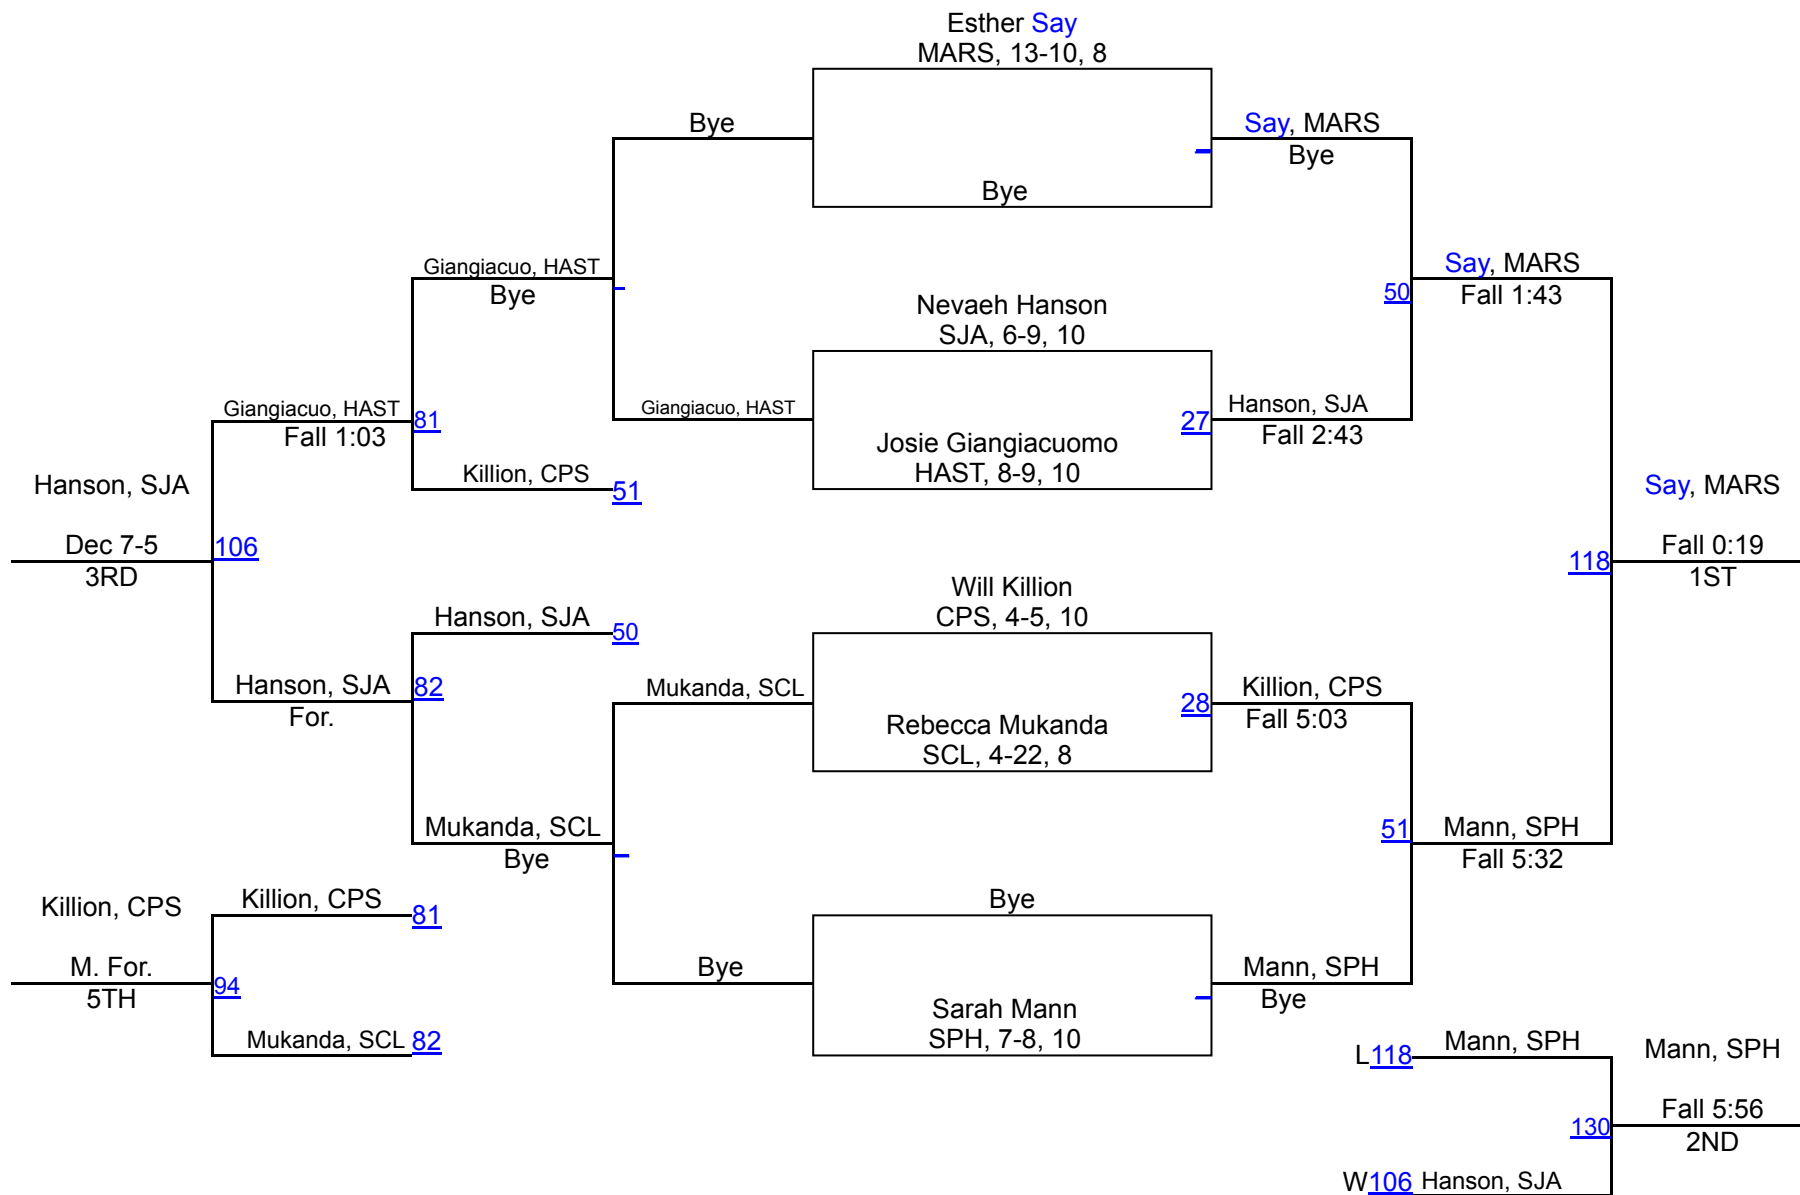 Esther Say
MARS, 13-10, 8
Bye
Say, MARS
Bye
Bye
Giangiacuo, HAST
Bye
Say, MARS
50
Fall 1:43
Nevaeh Hanson
SJA, 6-9, 10
Giangiacuo, HAST
Fall 1:03
81
Giangiacuo, HAST
27
Hanson, SJA
Fall 2:43
Josie Giangiacuomo
HAST, 8-9, 10
Killion, CPS
51
Hanson, SJA
Dec 7-5
3RD
106
Say, MARS
118
Fall 0:19
1ST
Will Killion
CPS, 4-5, 10
Hanson, SJA
50
Hanson, SJA
For.
82
Mukanda, SCL
28
Killion, CPS
Fall 5:03
Rebecca Mukanda
SCL, 4-22, 8
Mukanda, SCL
Bye
51
Mann, SPH
Fall 5:32
Killion, CPS
M. For.
5TH
Killion, CPS
81
94
Mukanda, SCL 82
Bye
Bye
Mann, SPH
Bye
Sarah Mann
SPH, 7-8, 10
L118
Mann, SPH
Mann, SPH
130
Fall 5:56
2ND
W106 Hanson, SJA